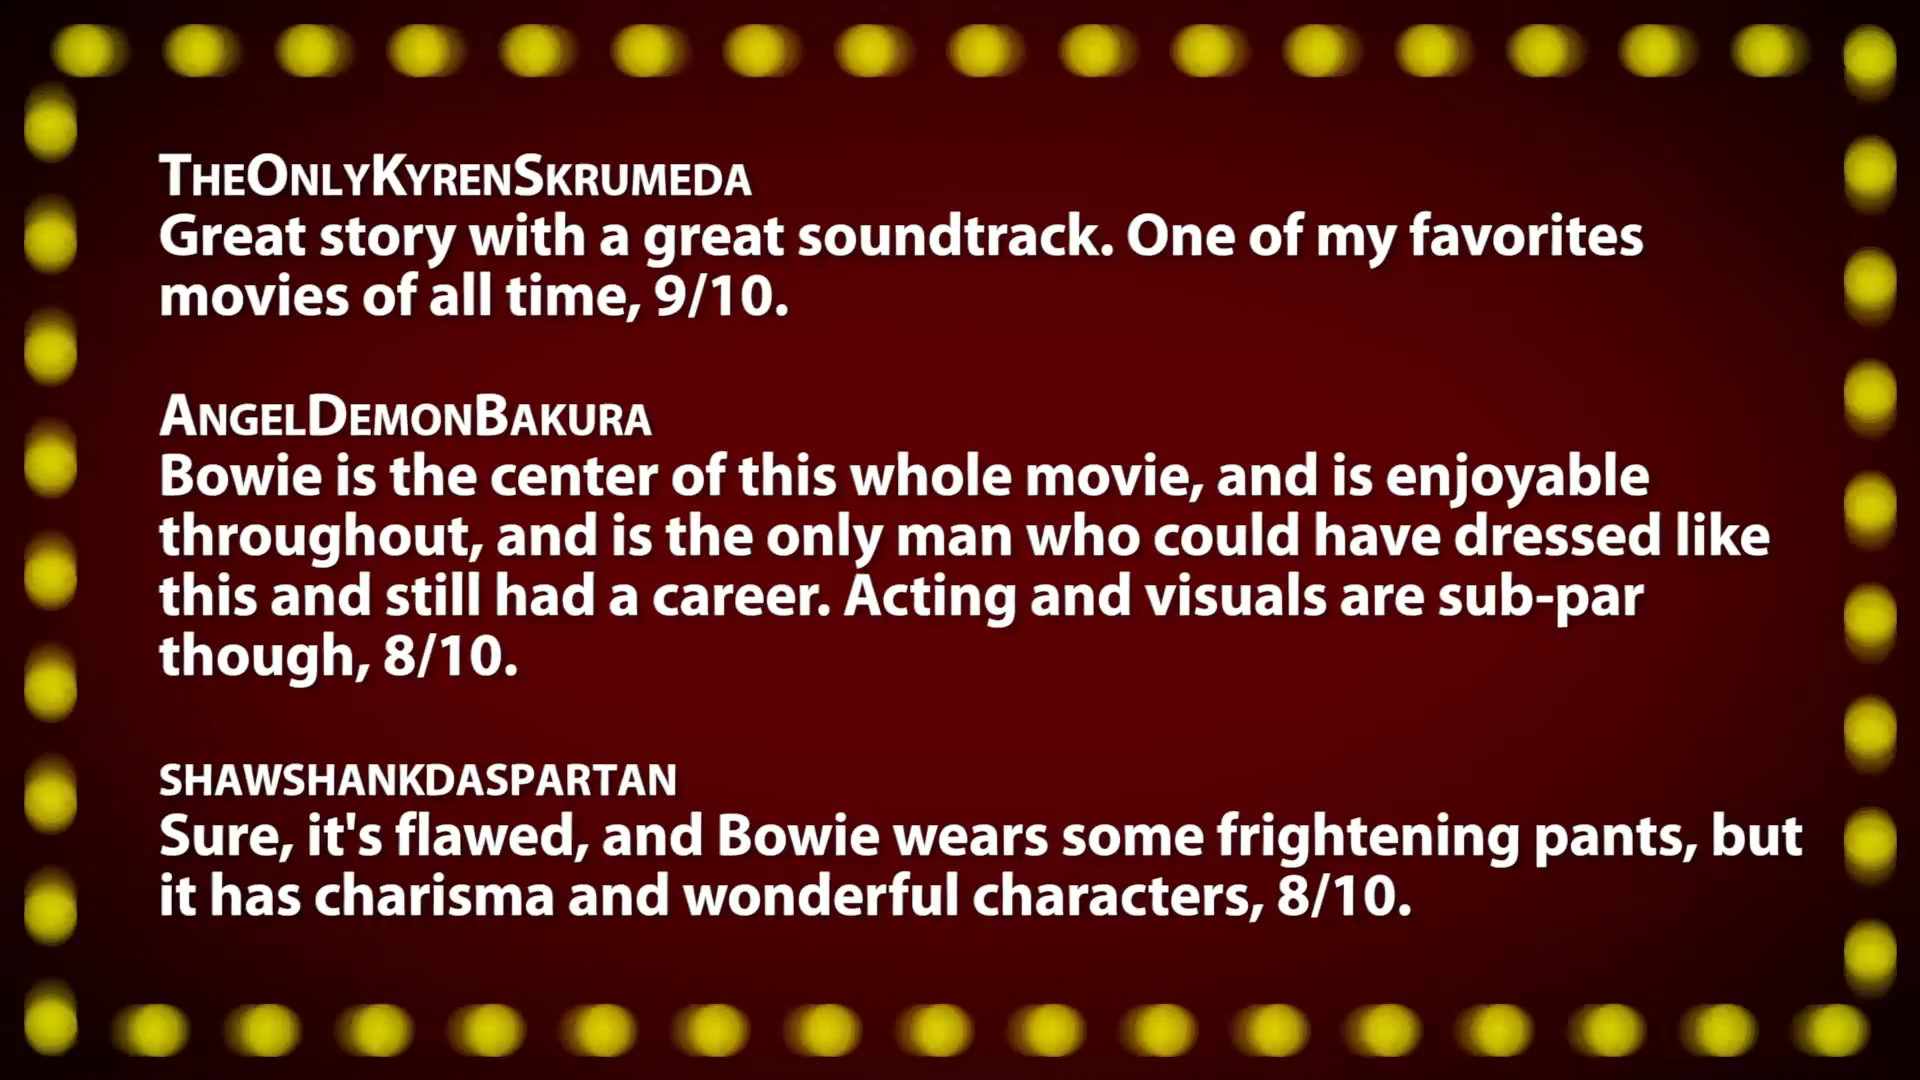 TheOnlyKyrenSkrumeda
Great story with a great soundtrack. One of my favorites
movies of all time, 9/10.
AngelDemonBakura
Bowie is the center of this whole movie, and is enjoyable
throughout, and is the only man who could have dressed like
this and still had a career. Acting and visuals are sub-par
though, 8/10.
shawshankdaspartan
Sure, it's flawed, and Bowie wears some frightening pants, but
it has charisma and wonderful characters, 8/10.